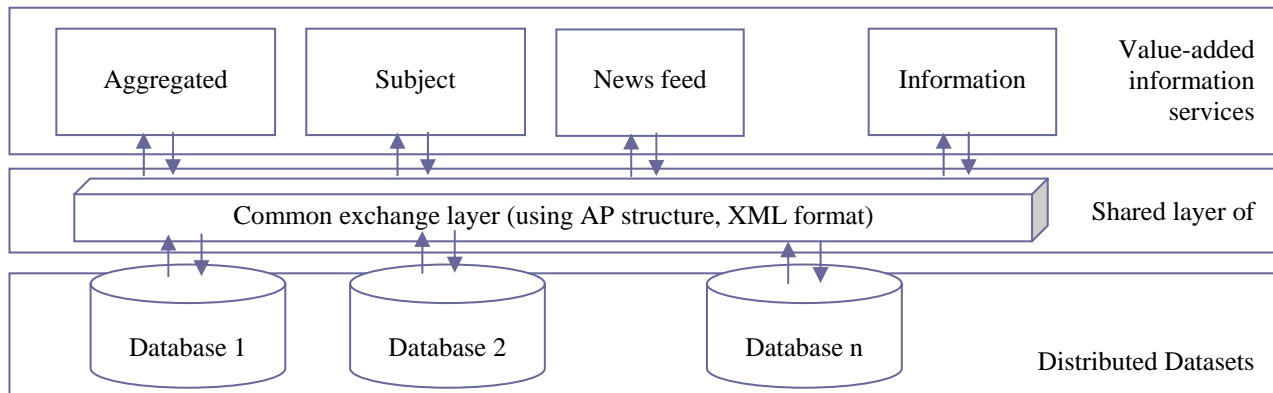 Aggregated
Subject
News feed
Information
Value-added
information
services
Common exchange layer (using AP structure, XML format)
Shared layer of
Database 1
Database 2
Database n
Distributed Datasets